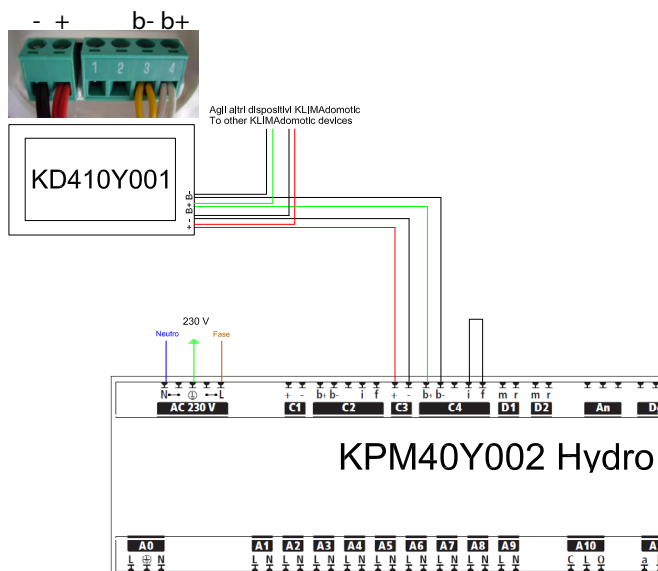 - + b- b+
1 2 3 4
Agli altri dispositivi KLIMAdomotic
To other KLIMAdomotic devices
KD410Y001
B-
B+
-
+
230 V
Neutro Fase
N L + - b+ b- i f + - b+ b- i f m r m r
AC 230 V C1 C2 C3 C4 D1 D2 An
KPM40Y002 Hydro
A0 A1 A2 A3 A4 A5 A6 A7 A8 A9 A10
L N L N L N L N L N L N L N L N L N L N C L O a